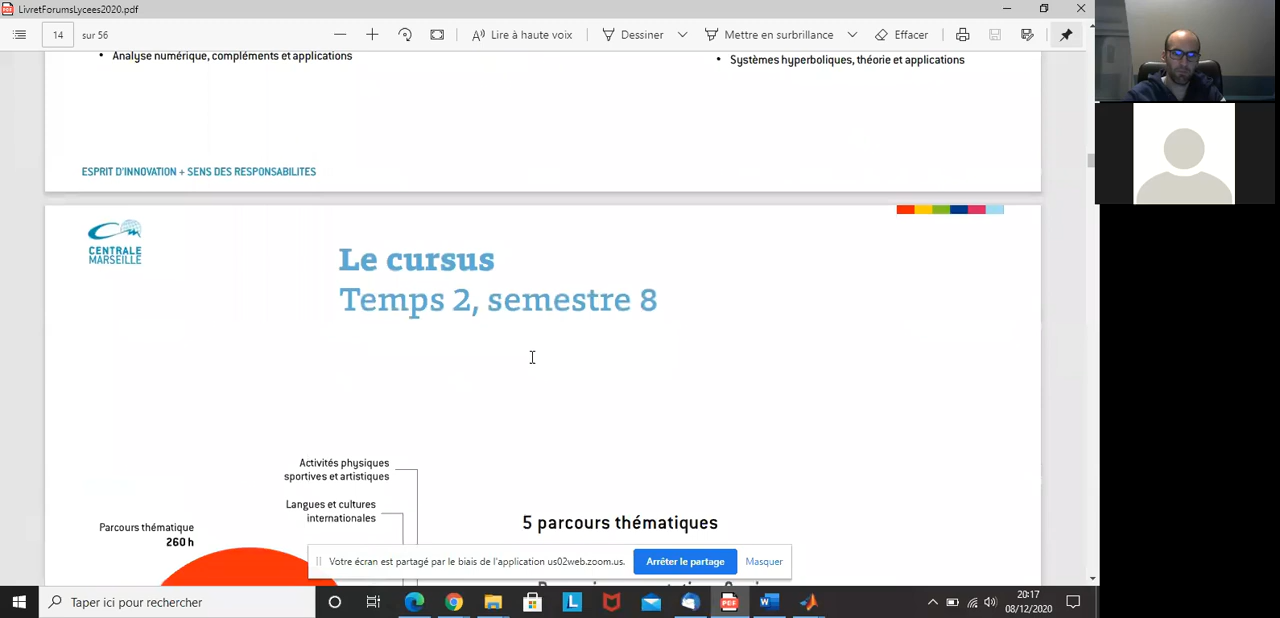 LivretForumsLycees2020.pdf
14 sur 56
Lire à haute voix
Dessiner
Mettre en surbrillance
Effacer
• Analyse numérique, compléments et applications
• Systèmes hyperboliques, théorie et applications
ESPRIT D'INNOVATION + SENS DES RESPONSABILITES
CENTRALE
MARSEILLE
Le cursus
Temps 2, semestre 8
Activités physiques
sportives et artistiques
Langues et cultures
internationales
Parcours thématique
260 h
5 parcours thématiques
Votre écran est partagé par le biais de l'application us02web.zoom.us.
Arrêter le partage
Masquer
Taper ici pour rechercher
20:17
08/12/2020